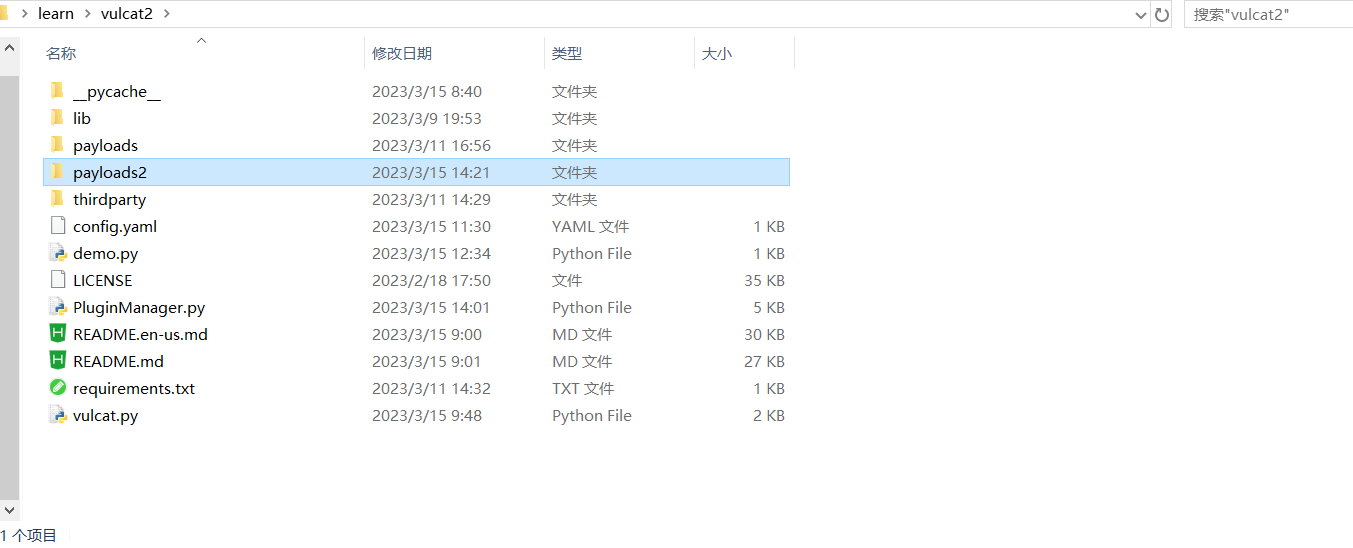 learn vulcat2 搜索"vulcat2"
名称 修改日期 类型 大小
__pycache__ 2023/3/15 8:40 文件夹
lib 2023/3/9 19:53 文件夹
payloads 2023/3/11 16:56 文件夹
payloads2 2023/3/15 14:21 文件夹
thirdparty 2023/3/11 14:29 文件夹
config.yaml 2023/3/15 11:30 YAML 文件 1 KB
demo.py 2023/3/15 12:34 Python File 1 KB
LICENSE 2023/2/18 17:50 文件 35 KB
PluginManager.py 2023/3/15 14:01 Python File 5 KB
README.en-us.md 2023/3/15 9:00 MD 文件 30 KB
README.md 2023/3/15 9:01 MD 文件 27 KB
requirements.txt 2023/3/11 14:32 TXT 文件 1 KB
vulcat.py 2023/3/15 9:48 Python File 2 KB
1 个项目